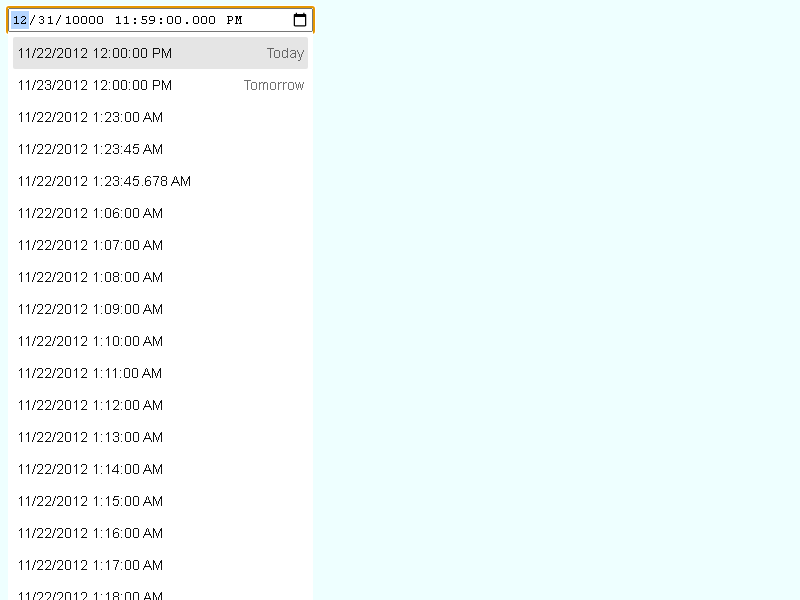 12/31/10000 11:59:00.000 PM
11/22/2012 12:00:00 PM Today
11/23/2012 12:00:00 PM Tomorrow
11/22/2012 1:23:00 AM
11/22/2012 1:23:45 AM
11/22/2012 1:23:45.678 AM
11/22/2012 1:06:00 AM
11/22/2012 1:07:00 AM
11/22/2012 1:08:00 AM
11/22/2012 1:09:00 AM
11/22/2012 1:10:00 AM
11/22/2012 1:11:00 AM
11/22/2012 1:12:00 AM
11/22/2012 1:13:00 AM
11/22/2012 1:14:00 AM
11/22/2012 1:15:00 AM
11/22/2012 1:16:00 AM
11/22/2012 1:17:00 AM
11/22/2012 1:18:00 AM